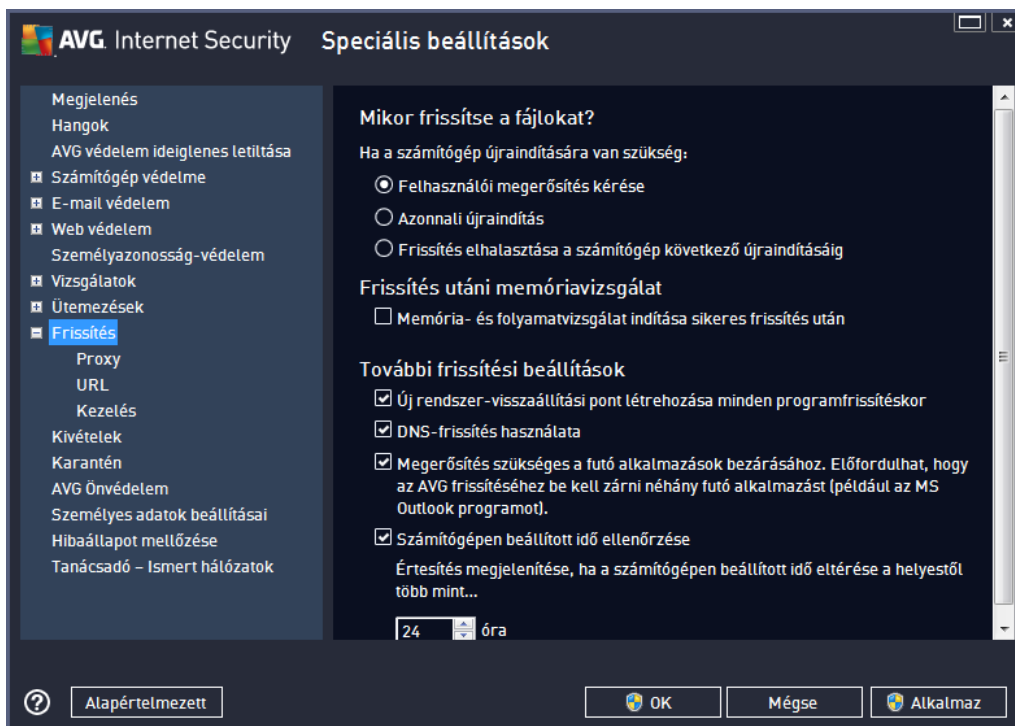 AVG. Internet Security Speciális beállítások
Megjelenés
Hangok
AVG védelem ideiglenes letiltása
Számítógép védelme
E-mail védelem
Web védelem
Személyazonosság-védelem
Vizsgálatok
Ütemezések
Frissítés
Proxy
URL
Kezelés
Kivételek
Karantén
AVG Önvédelem
Személyes adatok beállításai
Hibaállapot mellőzése
Tanácsadó – Ismert hálózatok
Mikor frissítse a fájlokat?
Ha a számítógép újraindítására van szükség:
Felhasználói megerősítés kérése
Azonnali újraindítás
Frissítés elhalasztása a számítógép következő újraindításáig
Frissítés utáni memóriavizsgálat
Memória- és folyamatvizsgálat indítása sikeres frissítés után
További frissítési beállítások
Új rendszer-visszaállítási pont létrehozása minden programfrissítéskor
DNS-frissítés használata
Megerősítés szükséges a futó alkalmazások bezárásához. Előfordulhat, hogy
az AVG frissítéséhez be kell zárni néhány futó alkalmazást (például az MS
Outlook programot).
Számítógépen beállított idő ellenőrzése
Értesítés megjelenítése, ha a számítógépen beállított idő eltérése a helyestől
több mint...
24 óra
Alapértelmezett
OK
Mégse
Alkalmaz